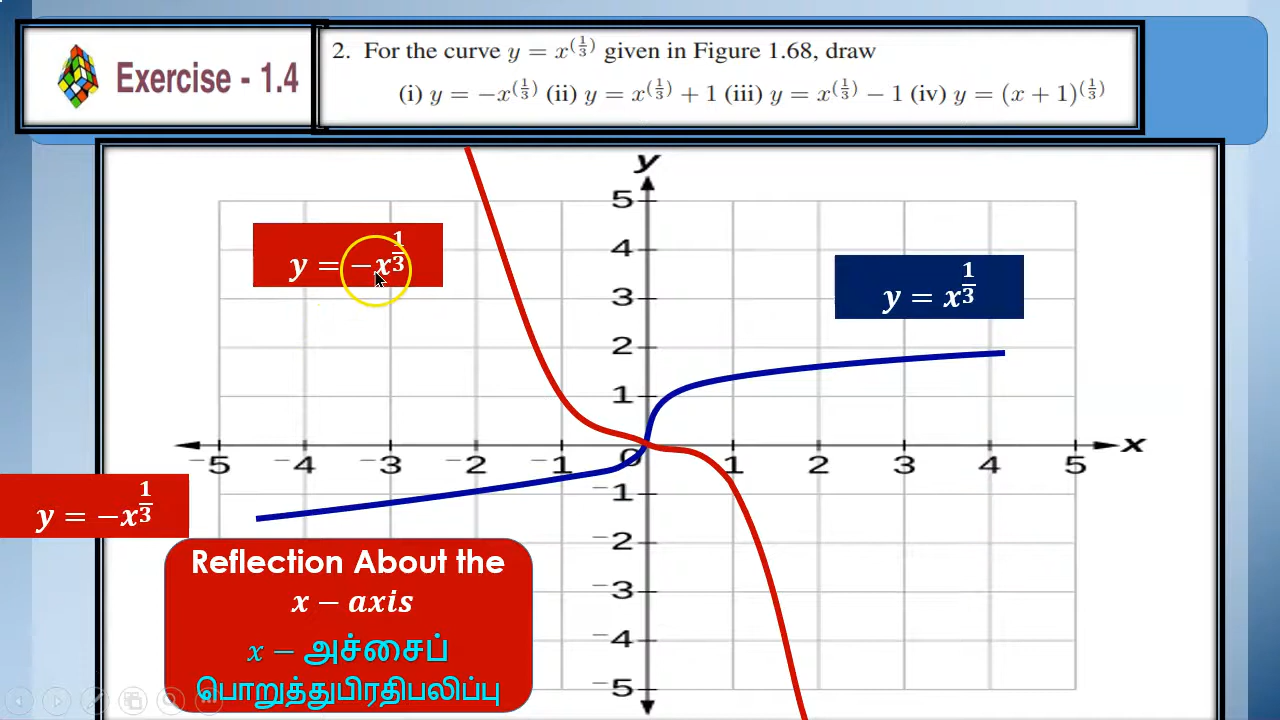 Exercise - 1.4
2. For the curve y = x^(1/3) given in Figure 1.68, draw
(i) y = −x^(1/3) (ii) y = x^(1/3) + 1 (iii) y = x^(1/3) − 1 (iv) y = (x + 1)^(1/3)
y
5
4
3
2
1
0
−1
−2
−3
−4
−5
−5 −4 −3 −2 −1 1 2 3 4 5 x
y = −x^(1/3)
y = x^(1/3)
y = −x^(1/3)
Reflection About the
x − axis
x − அச்சைப்
பொறுத்துபிரதிபலிப்பு